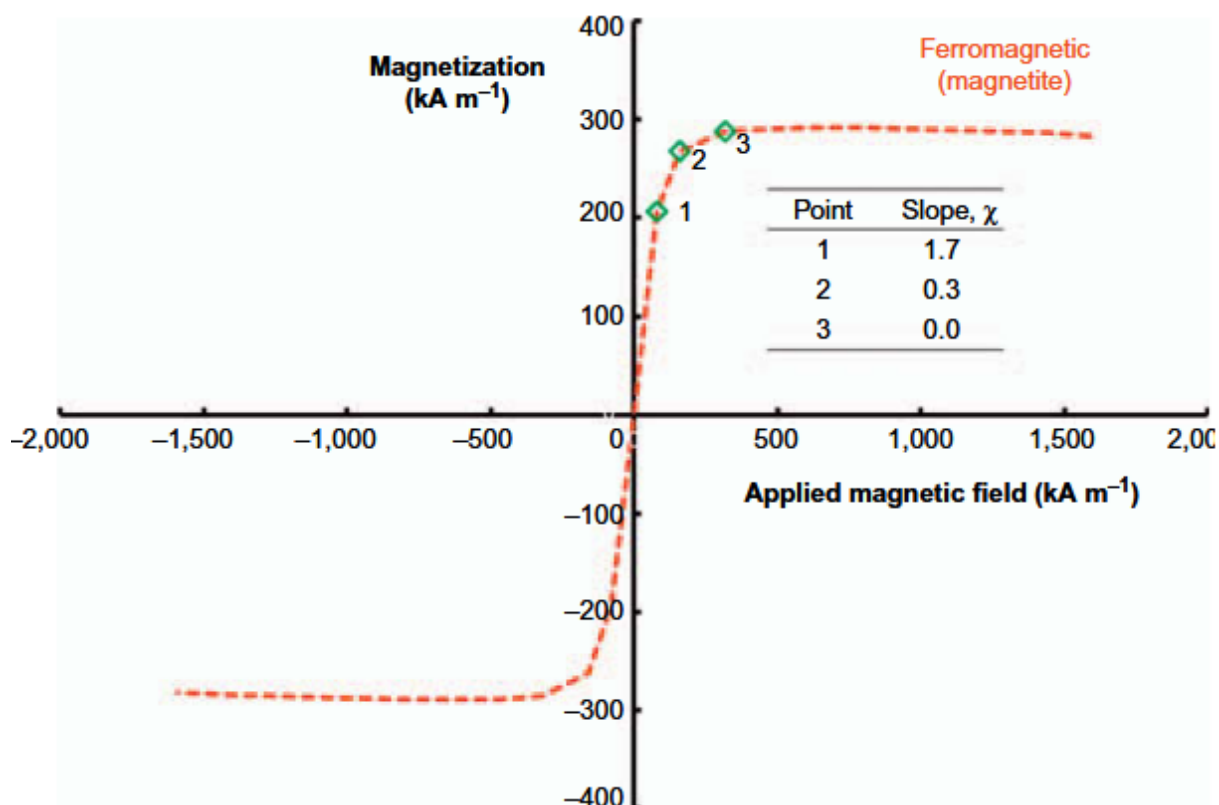 400
Magnetization
(kA m⁻¹)
Ferromagnetic
(magnetite)
300
3
2
200
1
Point Slope, χ
1 1.7
2 0.3
3 0.0
100
–2,000 –1,500 –1,000 –500 0 500 1,000 1,500 2,00
Applied magnetic field (kA m⁻¹)
–100
–200
–300
–400